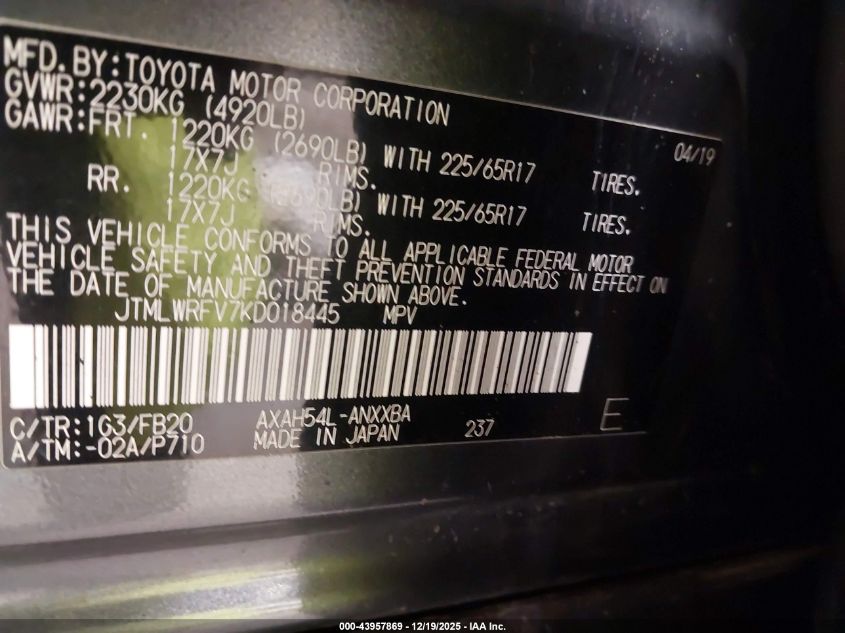 MFD. BY: TOYOTA MOTOR CORPORATION 04/19
GVWR: 2230KG (4920LB)
GAWR: FRT. 1220KG (2690LB) WITH 225/65R17 TIRES.
17X7J RIMS.
RR. 1220KG (2690LB) WITH 225/65R17 TIRES.
17X7J RIMS.
THIS VEHICLE CONFORMS TO ALL APPLICABLE FEDERAL MOTOR
VEHICLE SAFETY AND THEFT PREVENTION STANDARDS IN EFFECT ON
THE DATE OF MANUFACTURE SHOWN ABOVE.
JTMLWRFV7KD018445 MPV
C/TR: 1G3/FB20 AXAH54L-ANXXBA 237 E
A/TM: -02A/P710 MADE IN JAPAN
000-43957869 - 12/19/2025 - IAA Inc.